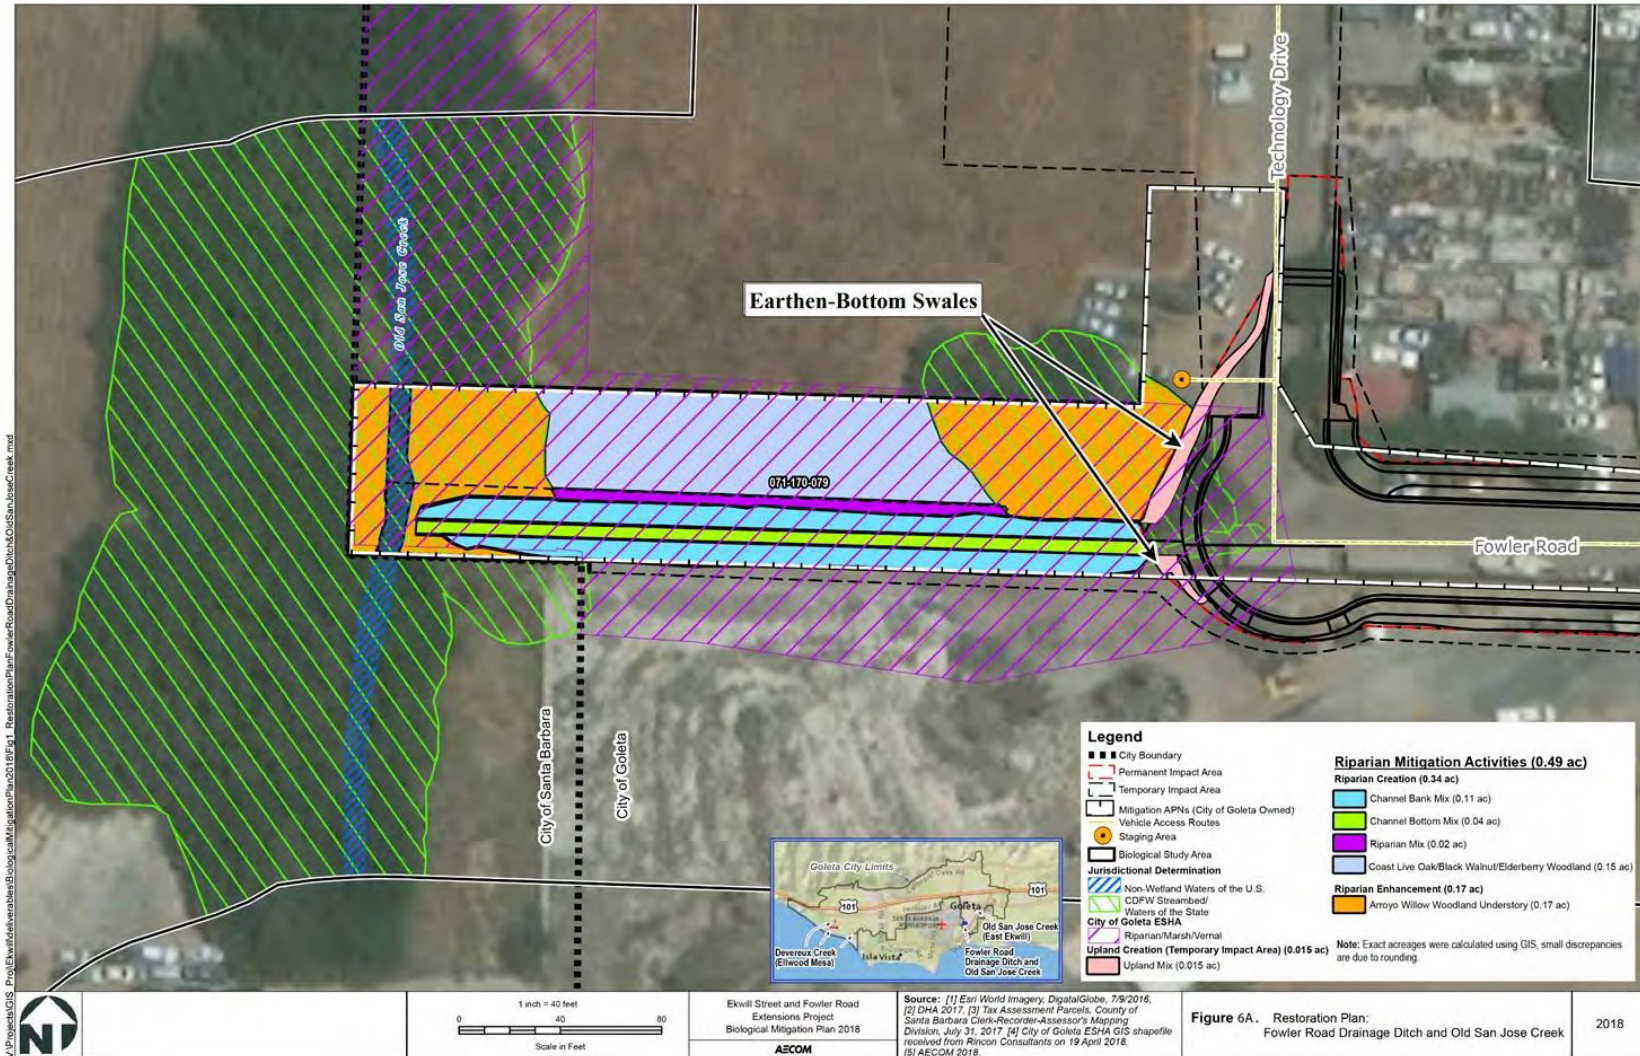 Technology Drive
Old San Jose Creek
Earthen-Bottom Swales
071-170-079
Fowler Road
City of Santa Barbara
City of Goleta
Legend
City Boundary
Permanent Impact Area
Temporary Impact Area
Mitigation APNs (City of Goleta Owned)
Vehicle Access Routes
Staging Area
Biological Study Area
Jurisdictional Determination
Non-Wetland Waters of the U.S.
CDFW Streambed/
Waters of the State
City of Goleta ESHA
Riparian/Marsh/Vernal
Upland Creation (Temporary Impact Area) (0.015 ac)
Upland Mix (0.015 ac)
Riparian Mitigation Activities (0.49 ac)
Riparian Creation (0.34 ac)
Channel Bank Mix (0.11 ac)
Channel Bottom Mix (0.04 ac)
Riparian Mix (0.02 ac)
Coast Live Oak/Black Walnut/Elderberry Woodland (0.15 ac)
Riparian Enhancement (0.17 ac)
Arroyo Willow Woodland Understory (0.17 ac)
Note: Exact acreages were calculated using GIS, small discrepancies
are due to rounding.
Goleta City Limits
101
101
Goleta
Isla Vista
Devereux Creek
(Ellwood Mesa)
Old San Jose Creek
(East Ekwill)
Fowler Road
Drainage Ditch and
Old San Jose Creek
N
1 inch = 40 feet
0 40 80
Scale in Feet
Ekwill Street and Fowler Road
Extensions Project
Biological Mitigation Plan 2018
AECOM
Source: [1] Esri World Imagery, DigatalGlobe, 7/9/2016,
[2] DHA 2017, [3] Tax Assessment Parcels, County of
Santa Barbara Clerk-Recorder-Assessor's Mapping
Division, July 31, 2017 [4] City of Goleta ESHA GIS shapefile
received from Rincon Consultants on 19 April 2018.
[5] AECOM 2018.
Figure 6A. Restoration Plan:
Fowler Road Drainage Ditch and Old San Jose Creek
2018